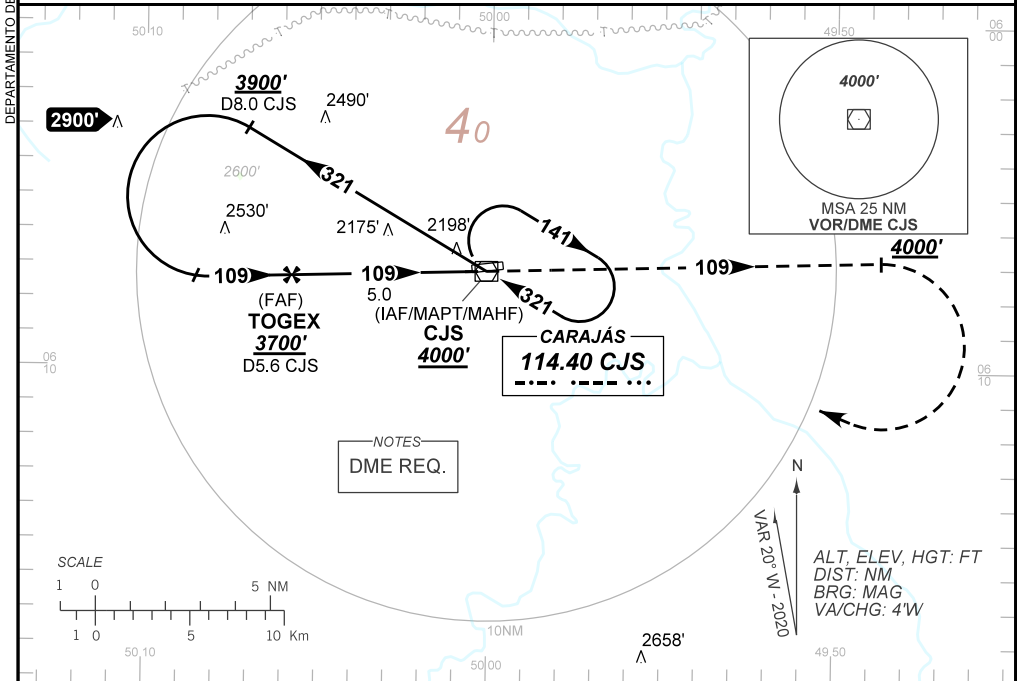 DEPARTAMENTO DE
50 10
50 00
49 50
06
00
3900'
D8.0 CJS
2490'
2900'
40
4000'
321
2600'
2530'
2175'
2198'
141
MSA 25 NM
VOR/DME CJS
4000'
109
109
109
5.0
321
(FAF)
TOGEX
3700'
D5.6 CJS
(IAF/MAPT/MAHF)
CJS
4000'
CARAJÁS
114.40 CJS
06
10
06
10
NOTES
DME REQ.
N
VAR 20° W - 2020
ALT, ELEV, HGT: FT
DIST: NM
BRG: MAG
VA/CHG: 4'W
SCALE
1 0 5 NM
1 0 5 10 Km
10NM
2658'
50 10
50 00
49 50